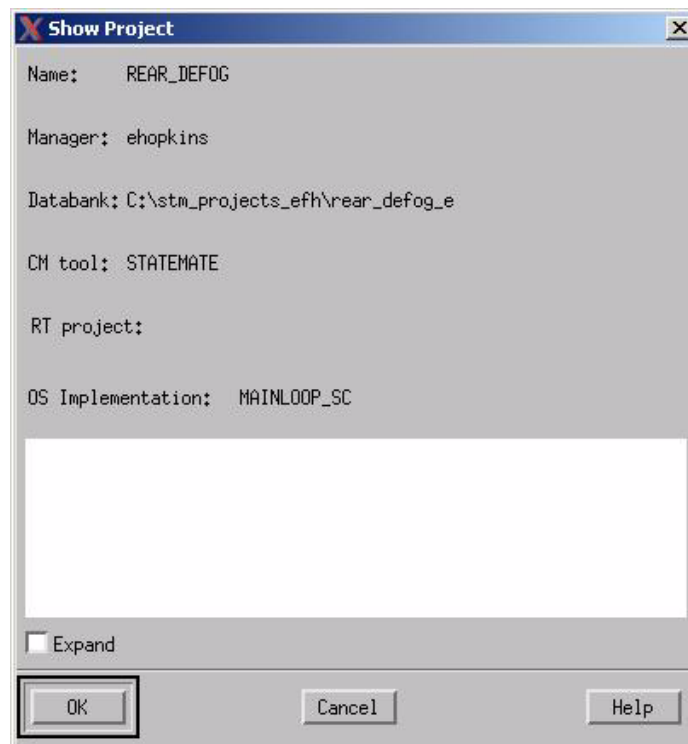 Show Project
Name: REAR_DEFOG
Manager: ehopkins
Databank: C:\stm_projects_efh\rear_defog_e
CM tool: STATEMATE
RT project:
OS Implementation: MAINLOOP_SC
Expand
OK Cancel Help